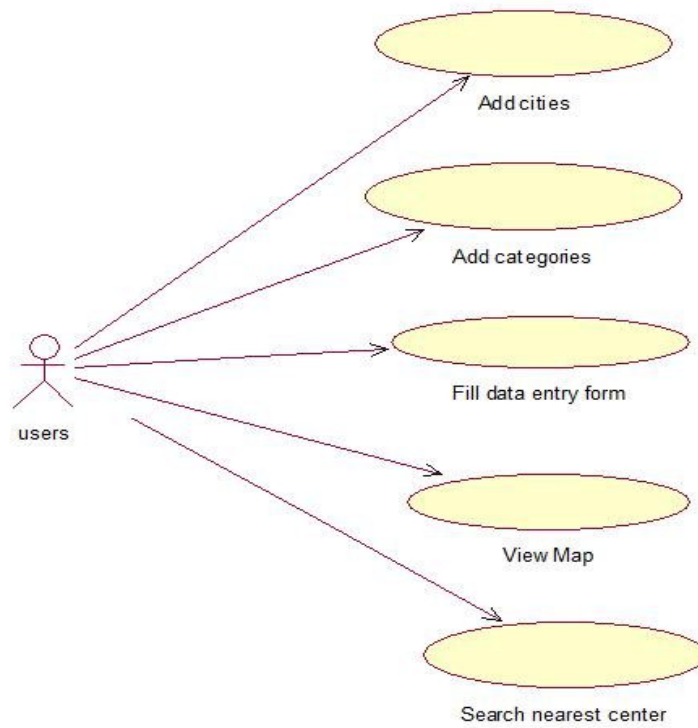 Add cities
Add categories
Fill data entry form
users
View Map
Search nearest center